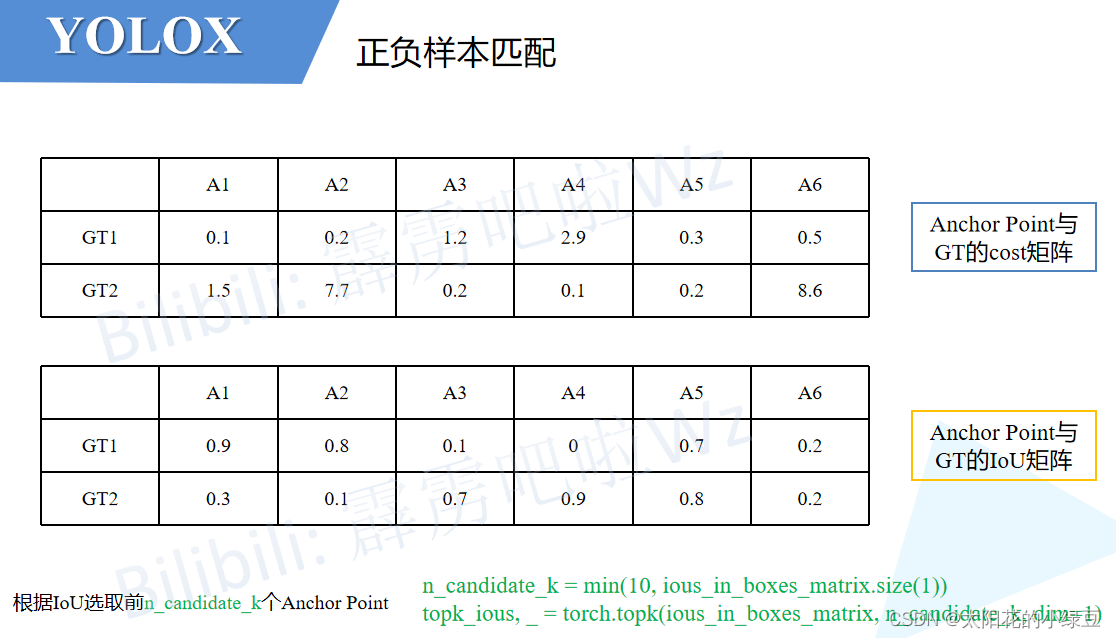 YOLOX
正负样本匹配
A1 A2 A3 A4 A5 A6
GT1 0.1 0.2 1.2 2.9 0.3 0.5
GT2 1.5 7.7 0.2 0.1 0.2 8.6
Anchor Point与
GT的cost矩阵
Bilibili: 霹雳吧啦Wz
A1 A2 A3 A4 A5 A6
GT1 0.9 0.8 0.1 0 0.7 0.2
GT2 0.3 0.1 0.7 0.9 0.8 0.2
Anchor Point与
GT的IoU矩阵
Bilibili: 霹雳吧啦Wz
根据IoU选取前n_candidate_k个Anchor Point
n_candidate_k = min(10, ious_in_boxes_matrix.size(1))
topk_ious, _ = torch.topk(ious_in_boxes_matrix, n_candidate_k, dim=1)
CSDN @太阳花的小绿豆